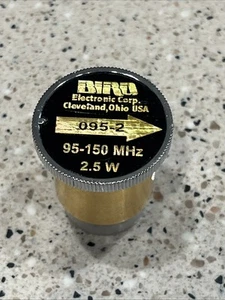 BIRD
Electronic Corp.
Cleveland,Ohio USA
095-2
95-150 MHz
2.5 W